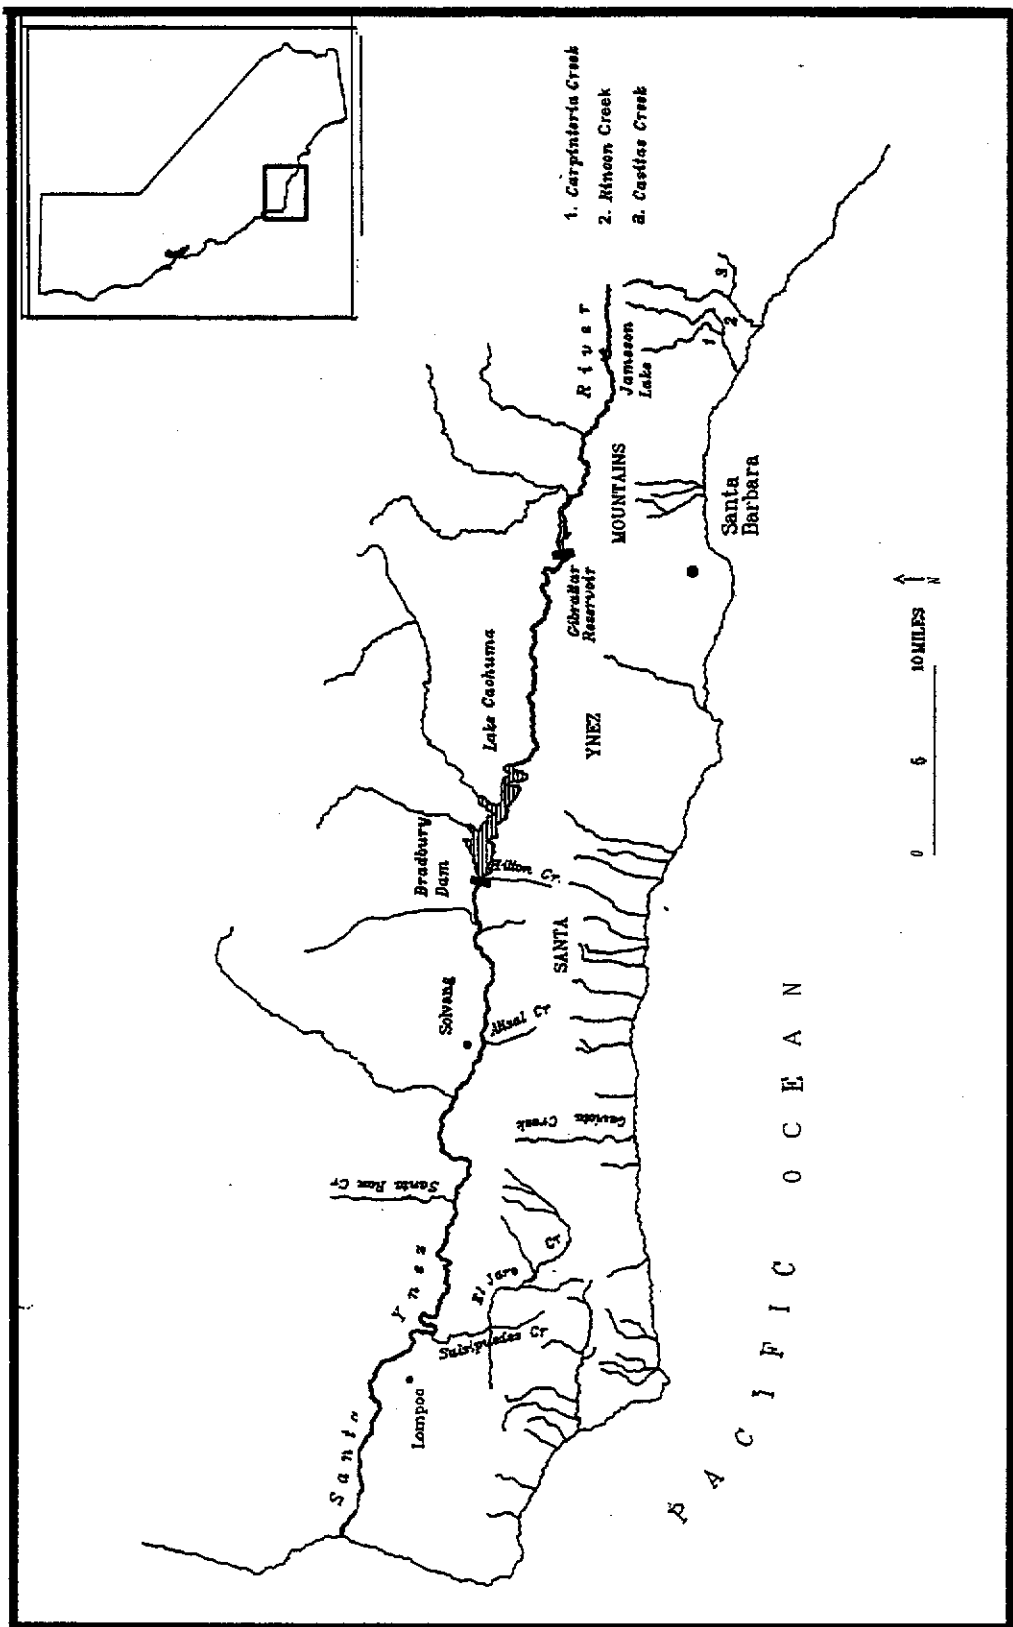 1. Carpinteria Creek
2. Rincon Creek
a. Casitas Creek
River
Jameson
Lake
1
2
3
MOUNTAINS
Santa
Barbara
Gibraltar
Reservoir
Lake Cachuma
YNEZ
Bradbury
Dam
Hilton Cr.
SANTA
Solvang
Alisal Cr
Gaviota
Creek
Santa Rosa Cr
Ynez
El Jaro
Cr
Salsipuedes Cr
Lompoc
Santa
PACIFIC OCEAN
0 5 10 MILES
N